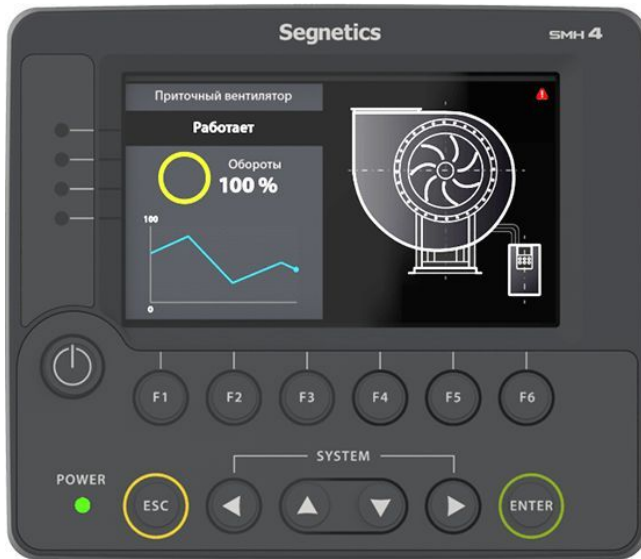 Segnetics
SMH 4
Приточный вентилятор
Работает
Обороты
100 %
100
0
F1
F2
F3
F4
F5
F6
SYSTEM
POWER
ESC
ENTER